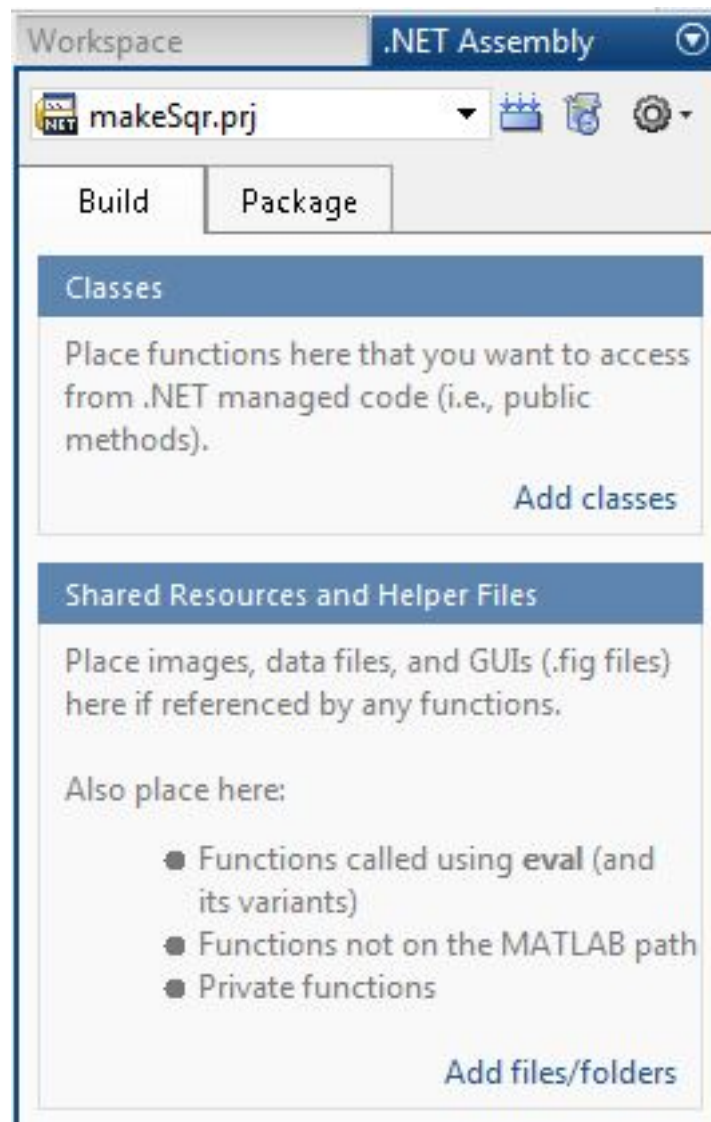 Workspace
.NET Assembly
NET
makeSqr.prj
Build
Package
Classes
Place functions here that you want to access
from .NET managed code (i.e., public
methods).
Add classes
Shared Resources and Helper Files
Place images, data files, and GUIs (.fig files)
here if referenced by any functions.
Also place here:
Functions called using eval (and
its variants)
Functions not on the MATLAB path
Private functions
Add files/folders